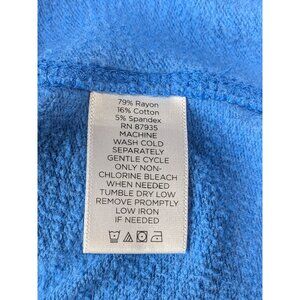 79% Rayon
16% Cotton
5% Spandex
RN 87935
MACHINE
WASH COLD
SEPARATELY
GENTLE CYCLE
ONLY NON-
CHLORINE BLEACH
WHEN NEEDED
TUMBLE DRY LOW
REMOVE PROMPTLY
LOW IRON
IF NEEDED